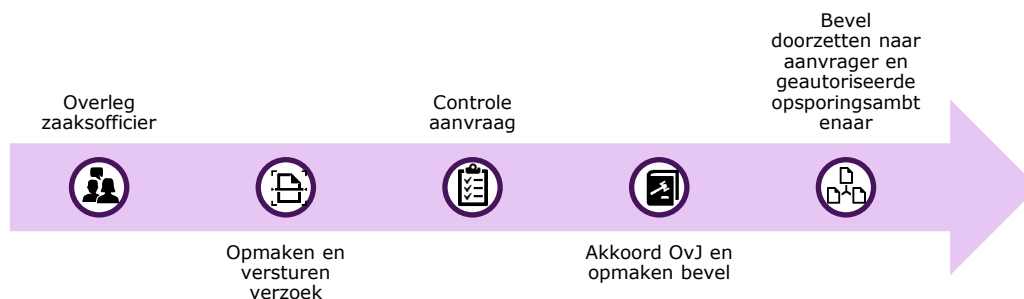 Overleg
zaaksofficier
Opmaken en
versturen
verzoek
Controle
aanvraag
Akkoord OvJ en
opmaken bevel
Bevel
doorzetten naar
aanvrager en
geautoriseerde
opsporingsambt
enaar